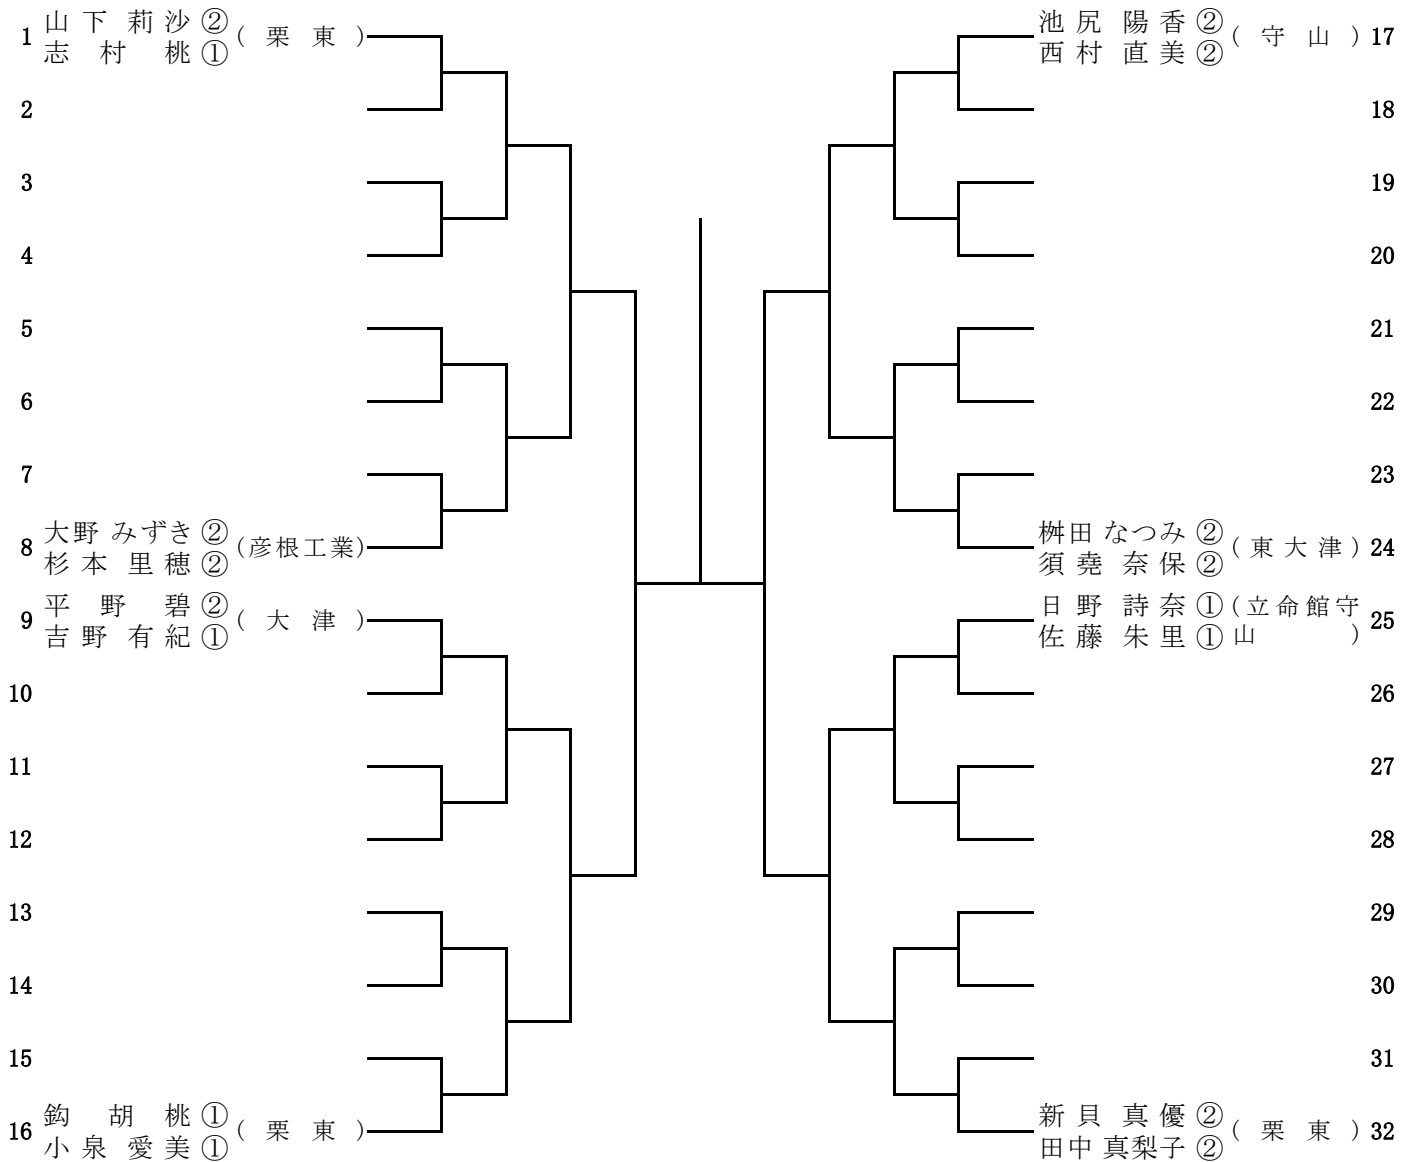 山下 莉沙②
1 (栗東)
志村 桃①
2
3
4
5
6
7
大野 みずき②
8 (彦根工業)
杉本 里穂②
平野 碧②
9 (大津)
吉野 有紀①
10
11
12
13
14
15
鈎 胡桃①
16 (栗東)
小泉 愛美①
池尻 陽香②
(守山) 17
西村 直美②
18
19
20
21
22
23
桝田 なつみ②
(東大津) 24
須堯 奈保②
日野 詩奈① (立命館守
25
佐藤 朱里① 山)
26
27
28
29
30
31
新貝 真優②
(栗東) 32
田中 真梨子②